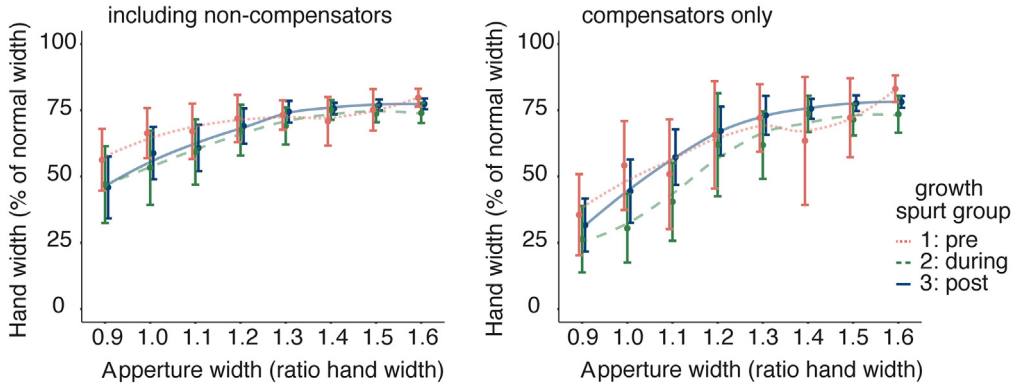 including non-compensators
100
75
50
25
0
Hand width (% of normal width)
0.9 1.0 1.1 1.2 1.3 1.4 1.5 1.6
Apperture width (ratio hand width)
compensators only
100
75
50
25
0
Hand width (% of normal width)
0.9 1.0 1.1 1.2 1.3 1.4 1.5 1.6
Apperture width (ratio hand width)
growth
spurt group
1: pre
2: during
3: post